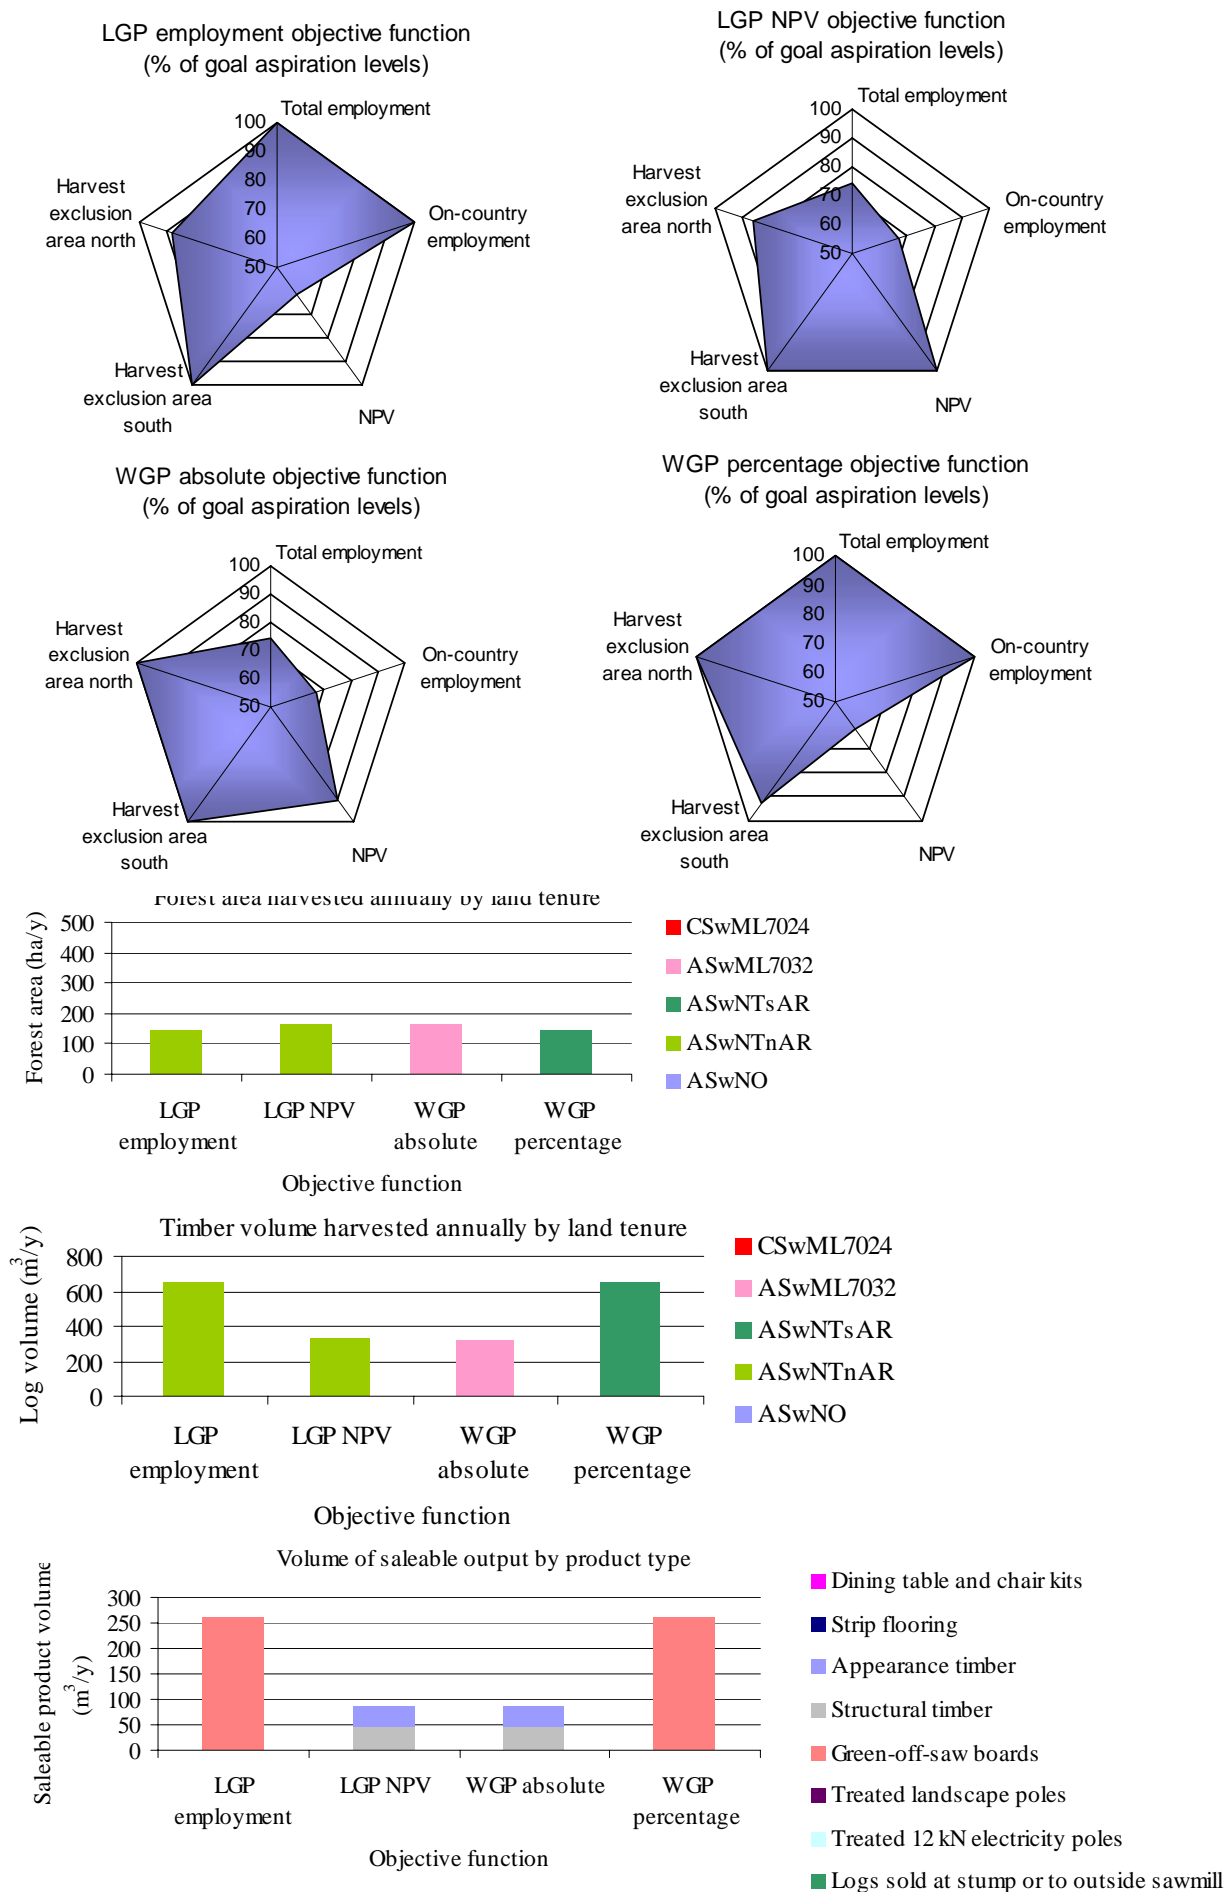 LGP employment objective function
(% of goal aspiration levels)
100
90
80
70
60
50
Total employment
On-country
employment
NPV
Harvest
exclusion area
south
Harvest
exclusion
area north
LGP NPV objective function
(% of goal aspiration levels)
100
90
80
70
60
50
Total employment
On-country
employment
NPV
Harvest
exclusion area
south
Harvest
exclusion
area north
WGP absolute objective function
(% of goal aspiration levels)
100
90
80
70
60
50
Total employment
On-country
employment
NPV
Harvest
exclusion area
south
Harvest
exclusion
area north
WGP percentage objective function
(% of goal aspiration levels)
100
90
80
70
60
50
Total employment
On-country
employment
NPV
Harvest
exclusion area
south
Harvest
exclusion
area north
Forest area harvested annually by land tenure
Forest area (ha/y)
500
400
300
200
100
0
LGP
employment
LGP NPV
WGP
absolute
WGP
percentage
Objective function
CSwML7024
ASwML7032
ASwNTsAR
ASwNTnAR
ASwNO
Timber volume harvested annually by land tenure
Log volume (m³/y)
800
600
400
200
0
LGP
employment
LGP NPV
WGP
absolute
WGP
percentage
Objective function
CSwML7024
ASwML7032
ASwNTsAR
ASwNTnAR
ASwNO
Volume of saleable output by product type
Saleable product volume
(m³/y)
300
250
200
150
100
50
0
LGP
employment
LGP NPV
WGP absolute
WGP
percentage
Objective function
Dining table and chair kits
Strip flooring
Appearance timber
Structural timber
Green-off-saw boards
Treated landscape poles
Treated 12 kN electricity poles
Logs sold at stump or to outside sawmill